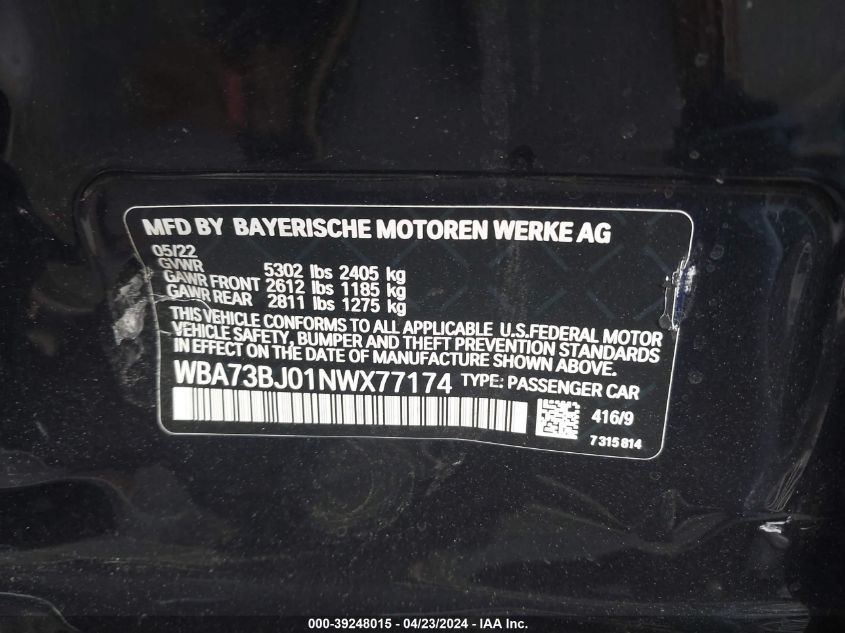 MFD BY BAYERISCHE MOTOREN WERKE AG
05/22
GVWR 5302 lbs 2405 kg
GAWR FRONT 2612 lbs 1185 kg
GAWR REAR 2811 lbs 1275 kg
THIS VEHICLE CONFORMS TO ALL APPLICABLE U.S.FEDERAL MOTOR
VEHICLE SAFETY, BUMPER AND THEFT PREVENTION STANDARDS
IN EFFECT ON THE DATE OF MANUFACTURE SHOWN ABOVE.
WBA73BJ01NWX77174 TYPE: PASSENGER CAR
416/9
7315814
000-39248015 - 04/23/2024 - IAA Inc.